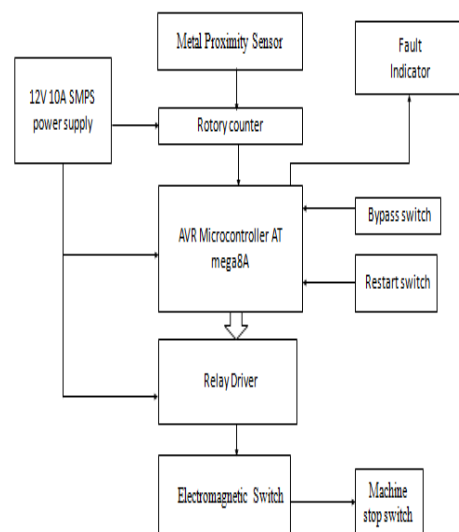 Metal Proximity Sensor
Fault
Indicator
12V 10A SMPS
power supply
Rotory counter
AVR Microcontroller AT
mega8A
Bypass switch
Restart switch
Relay Driver
Electromagnetic Switch
Machine
stop switch